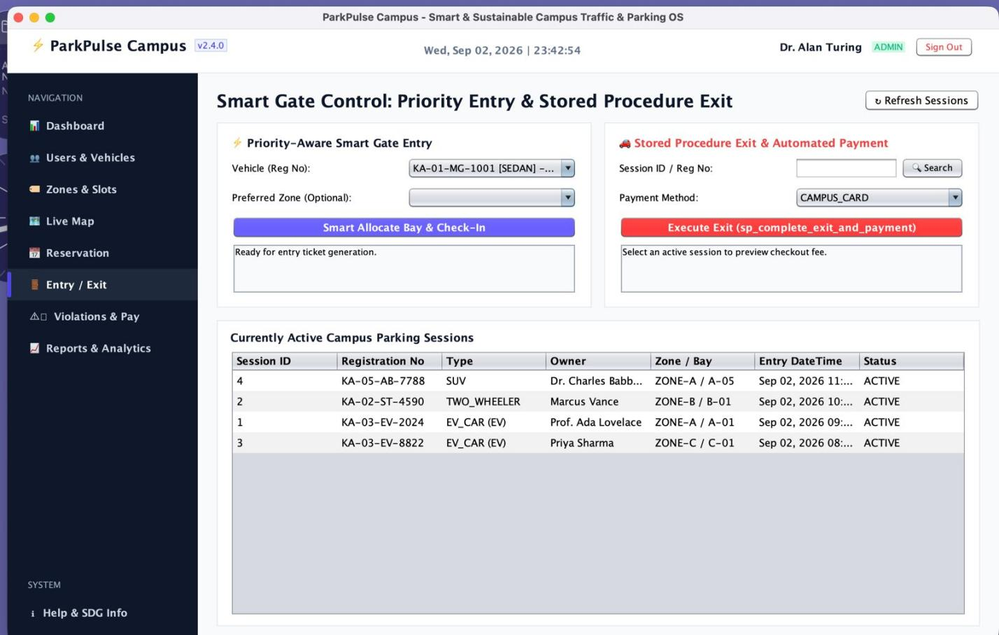 ParkPulse Campus - Smart & Sustainable Campus Traffic & Parking OS
ParkPulse Campus v2.4.0
Wed, Sep 02, 2026 | 23:42:54
Dr. Alan Turing ADMIN Sign Out
NAVIGATION
Dashboard
Users & Vehicles
Zones & Slots
Live Map
Reservation
Entry / Exit
Violations & Pay
Reports & Analytics
SYSTEM
Help & SDG Info
Smart Gate Control: Priority Entry & Stored Procedure Exit
↻ Refresh Sessions
⚡ Priority-Aware Smart Gate Entry
Vehicle (Reg No): KA-01-MG-1001 [SEDAN] -...
Preferred Zone (Optional):
Smart Allocate Bay & Check-In
Ready for entry ticket generation.
Stored Procedure Exit & Automated Payment
Session ID / Reg No: Search
Payment Method: CAMPUS_CARD
Execute Exit (sp_complete_exit_and_payment)
Select an active session to preview checkout fee.
Currently Active Campus Parking Sessions
Session ID Registration No Type Owner Zone / Bay Entry DateTime Status
4 KA-05-AB-7788 SUV Dr. Charles Babb... ZONE-A / A-05 Sep 02, 2026 11:... ACTIVE
2 KA-02-ST-4590 TWO_WHEELER Marcus Vance ZONE-B / B-01 Sep 02, 2026 10:... ACTIVE
1 KA-03-EV-2024 EV_CAR (EV) Prof. Ada Lovelace ZONE-A / A-01 Sep 02, 2026 09:... ACTIVE
3 KA-03-EV-8822 EV_CAR (EV) Priya Sharma ZONE-C / C-01 Sep 02, 2026 08:... ACTIVE